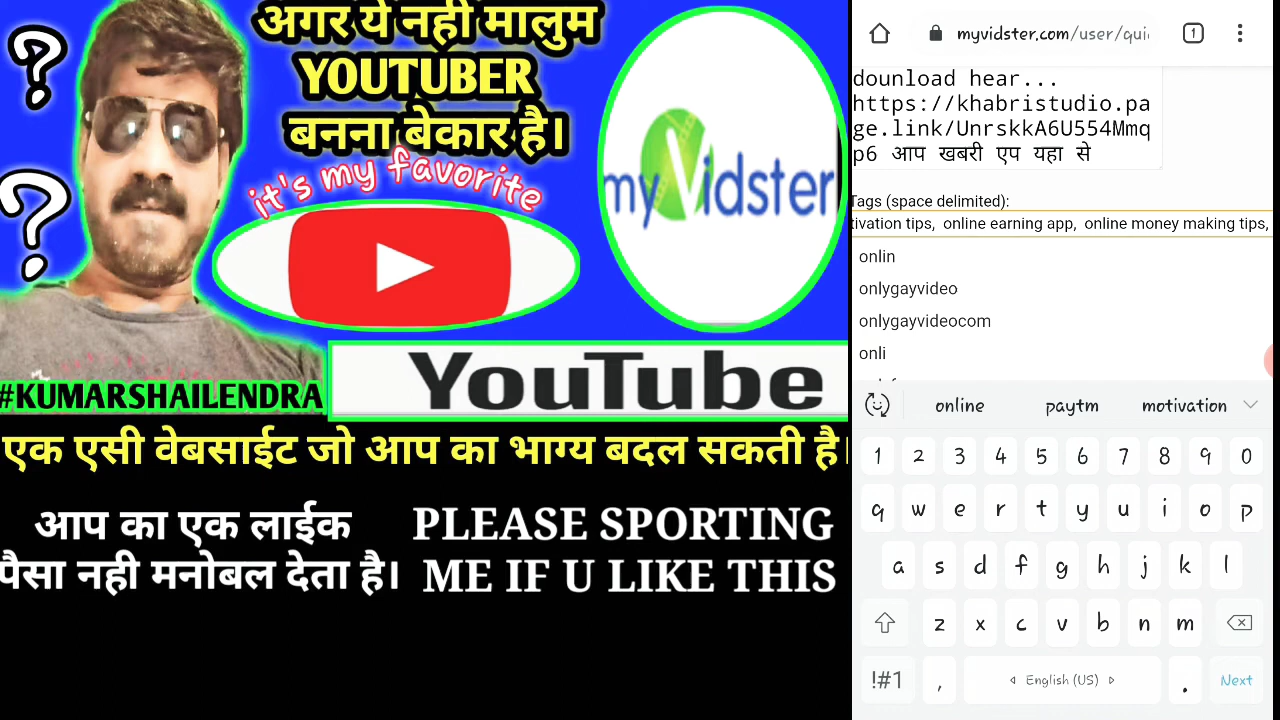 ?
?
अगर ये नही मालुम
YOUTUBER
बनना बेकार है।
it's my favorite
myVidster
YouTube
#KUMARSHAILENDRA
एक एसी वेबसाईट जो आप का भाग्य बदल सकती है।
आप का एक लाईक
पैसा नही मनोबल देता है।
PLEASE SPORTING
ME IF U LIKE THIS
myvidster.com/user/qui
1
dounload hear...
https://khabristudio.pa
ge.link/UnrskkA6U554Mmq
p6 आप खबरी एप यहा से
Tags (space delimited):
tivation tips, online earning app, online money making tips,
onlin
onlygayvideo
onlygayvideocom
onli
online paytm motivation
1 2 3 4 5 6 7 8 9 0
q w e r t y u i o p
a s d f g h j k l
z x c v b n m
!#1 , English (US) . Next